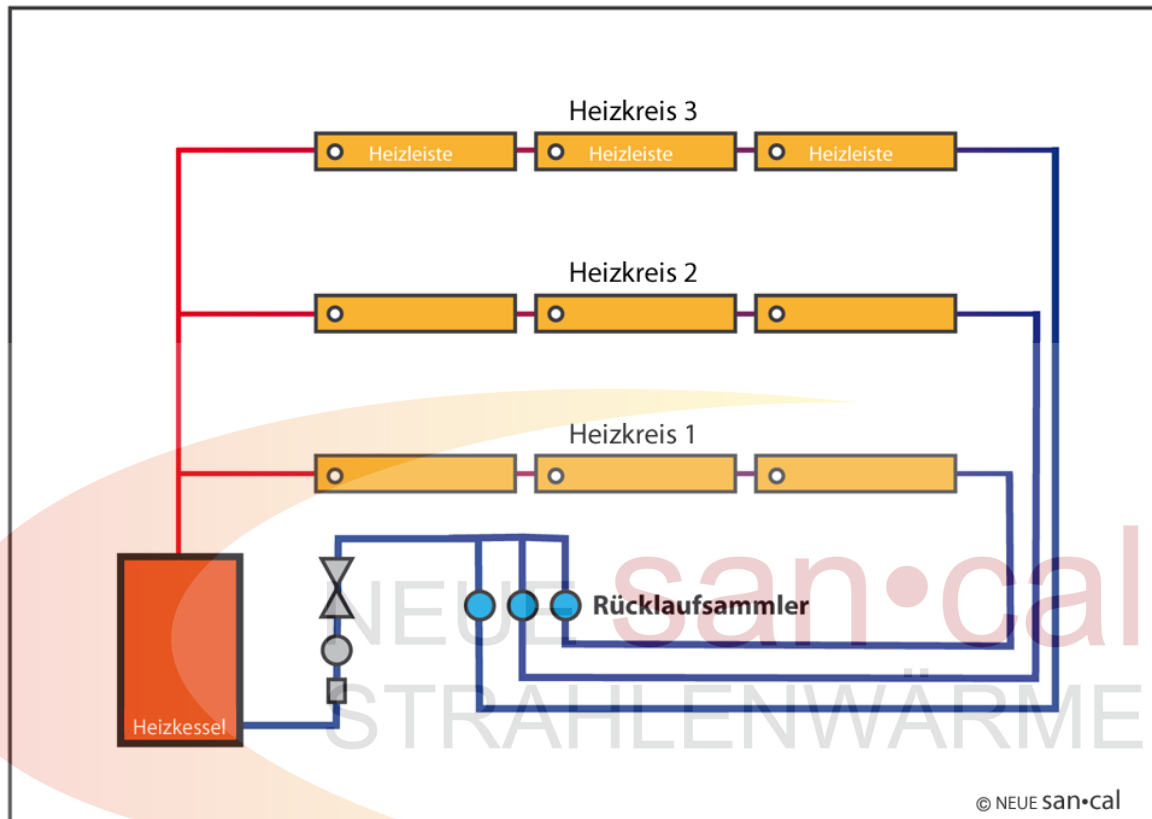 Heizkreis 3
Heizleiste Heizleiste Heizleiste
Heizkreis 2
Heizkreis 1
Rücklaufsammler
NEUE san•cal
STRAHLENWÄRME
Heizkessel
© NEUE san•cal